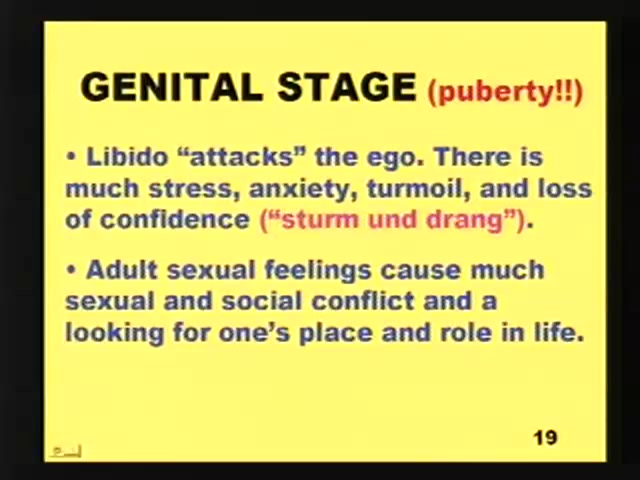 GENITAL STAGE (puberty!!)
• Libido “attacks” the ego. There is
much stress, anxiety, turmoil, and loss
of confidence (“sturm und drang”).
• Adult sexual feelings cause much
sexual and social conflict and a
looking for one’s place and role in life.
19